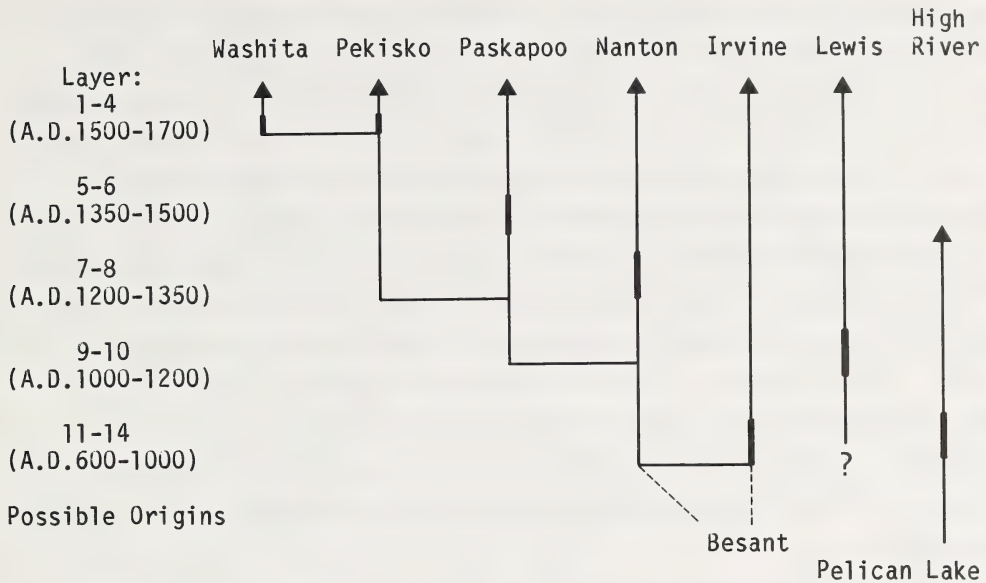 High
Washita Pekisko Paskapoo Nanton Irvine Lewis River
Layer:
1-4
(A.D.1500-1700)
5-6
(A.D.1350-1500)
7-8
(A.D.1200-1350)
9-10
(A.D.1000-1200)
11-14
(A.D.600-1000)
?
Possible Origins
Besant
Pelican Lake